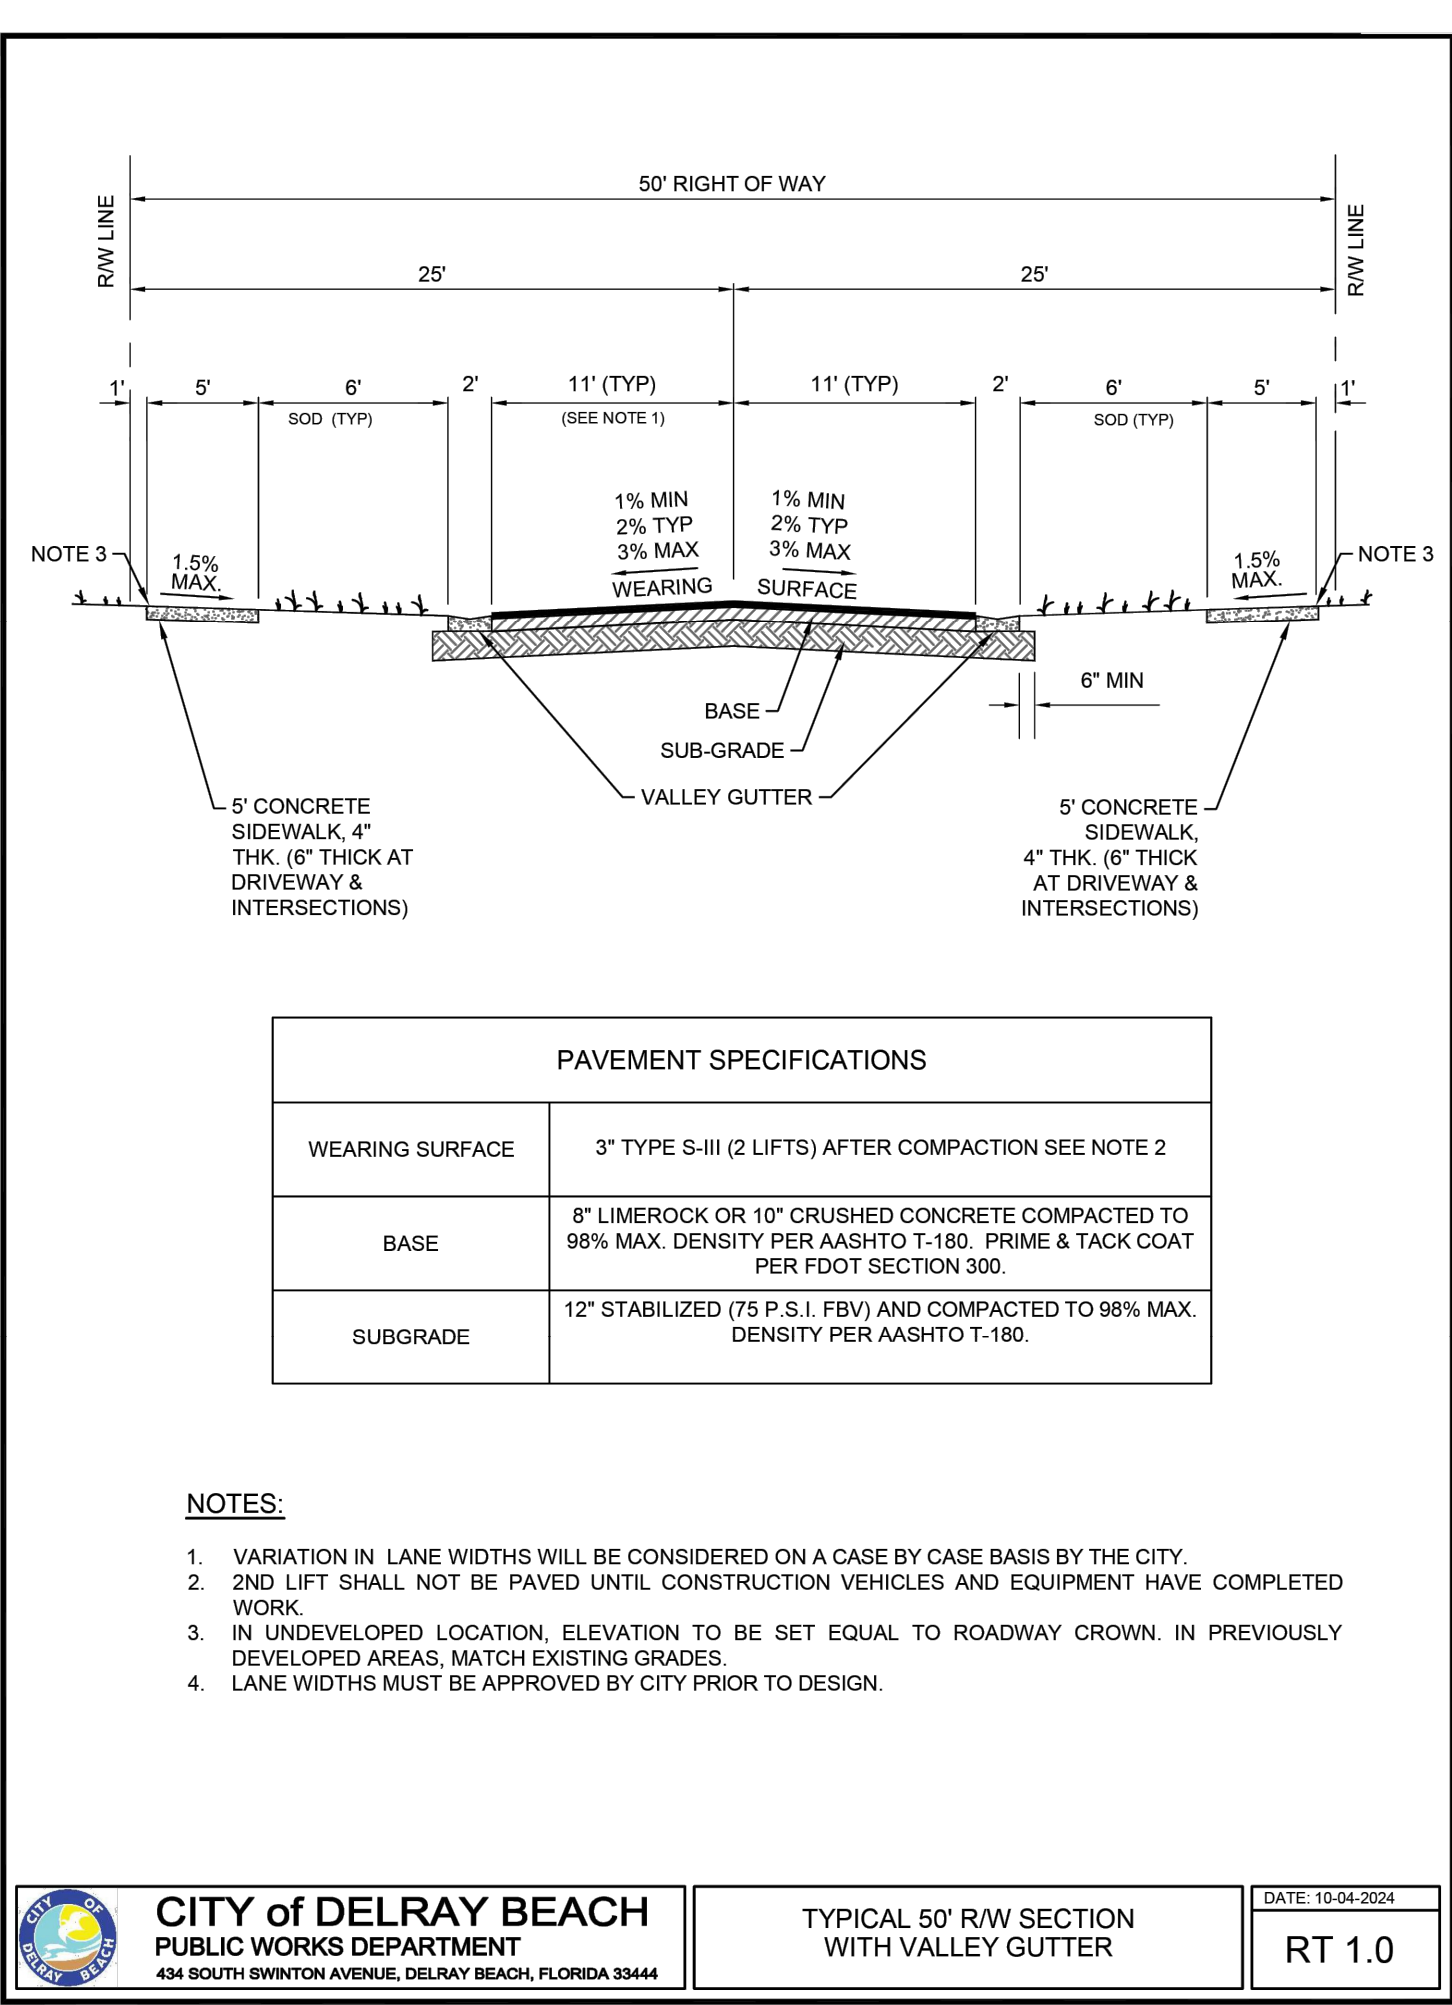 50' RIGHT OF WAY
R/W LINE
R/W LINE
25'
25'
1'
5'
6'
2'
11' (TYP)
11' (TYP)
2'
6'
5'
1'
SOD (TYP)
(SEE NOTE 1)
SOD (TYP)
1% MIN
2% TYP
3% MAX
1% MIN
2% TYP
3% MAX
NOTE 3
1.5%
MAX.
1.5%
MAX.
NOTE 3
WEARING
SURFACE
6" MIN
BASE
SUB-GRADE
VALLEY GUTTER
5' CONCRETE
SIDEWALK, 4"
THK. (6" THICK AT
DRIVEWAY &
INTERSECTIONS)
5' CONCRETE
SIDEWALK,
4" THK. (6" THICK
AT DRIVEWAY &
INTERSECTIONS)
PAVEMENT SPECIFICATIONS
WEARING SURFACE
3" TYPE S-III (2 LIFTS) AFTER COMPACTION SEE NOTE 2
BASE
8" LIMEROCK OR 10" CRUSHED CONCRETE COMPACTED TO
98% MAX. DENSITY PER AASHTO T-180. PRIME & TACK COAT
PER FDOT SECTION 300.
SUBGRADE
12" STABILIZED (75 P.S.I. FBV) AND COMPACTED TO 98% MAX.
DENSITY PER AASHTO T-180.
NOTES:
1. VARIATION IN LANE WIDTHS WILL BE CONSIDERED ON A CASE BY CASE BASIS BY THE CITY.
2. 2ND LIFT SHALL NOT BE PAVED UNTIL CONSTRUCTION VEHICLES AND EQUIPMENT HAVE COMPLETED
WORK.
3. IN UNDEVELOPED LOCATION, ELEVATION TO BE SET EQUAL TO ROADWAY CROWN. IN PREVIOUSLY
DEVELOPED AREAS, MATCH EXISTING GRADES.
4. LANE WIDTHS MUST BE APPROVED BY CITY PRIOR TO DESIGN.
CITY OF
DELRAY BEACH
CITY of DELRAY BEACH
PUBLIC WORKS DEPARTMENT
434 SOUTH SWINTON AVENUE, DELRAY BEACH, FLORIDA 33444
TYPICAL 50' R/W SECTION
WITH VALLEY GUTTER
DATE: 10-04-2024
RT 1.0